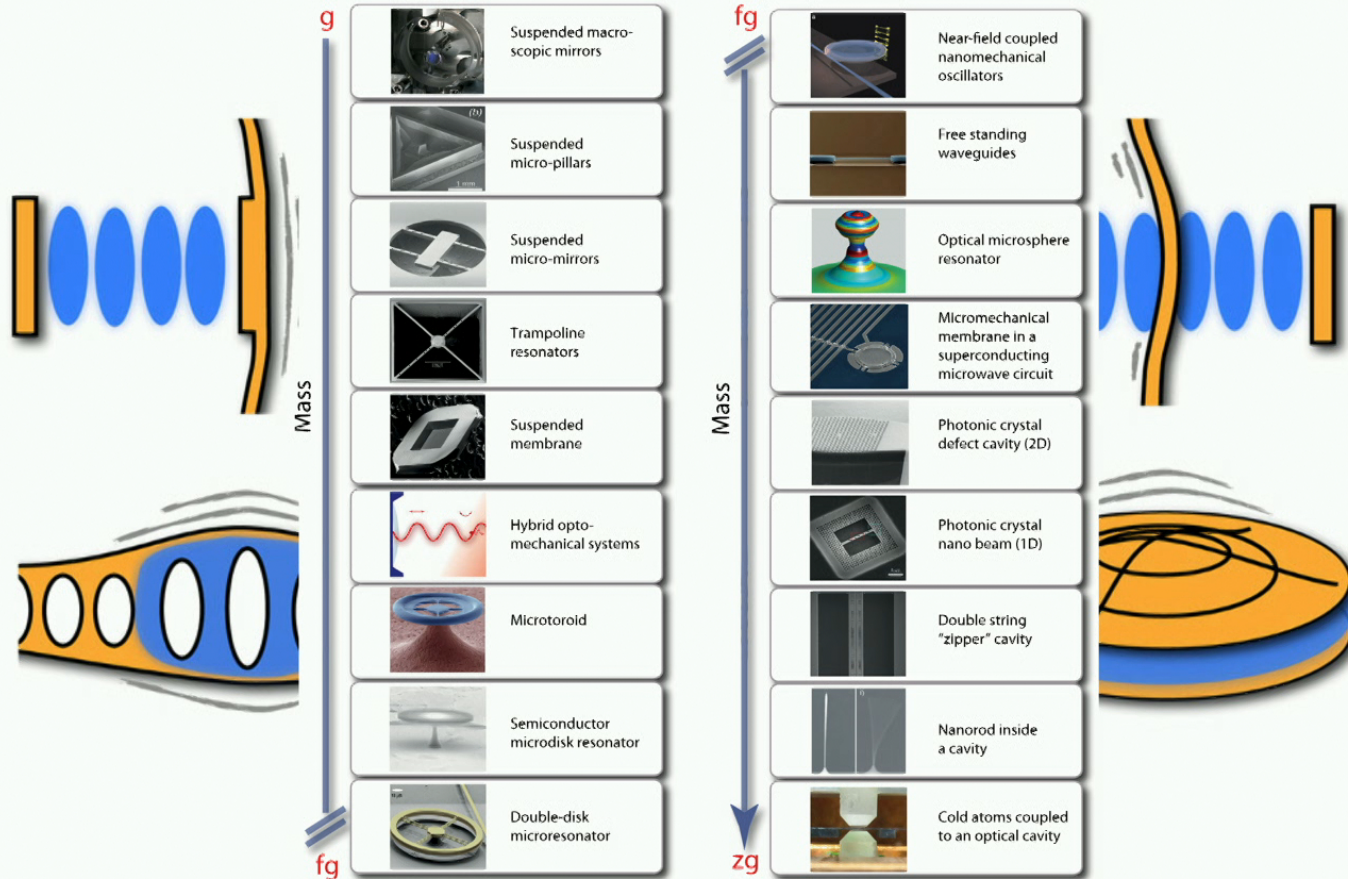 g
Mass
fg
Suspended macro-
scopic mirrors
(b)
1 mm
Suspended
micro-pillars
Suspended
micro-mirrors
Trampoline
resonators
Suspended
membrane
Hybrid opto-
mechanical systems
Microtoroid
Semiconductor
microdisk resonator
Double-disk
microresonator
fg
Mass
zg
a
Near-field coupled
nanomechanical
oscillators
Free standing
waveguides
Optical microsphere
resonator
Micromechanical
membrane in a
superconducting
microwave circuit
Photonic crystal
defect cavity (2D)
Photonic crystal
nano beam (1D)
Double string
"zipper" cavity
Nanorod inside
a cavity
Cold atoms coupled
to an optical cavity